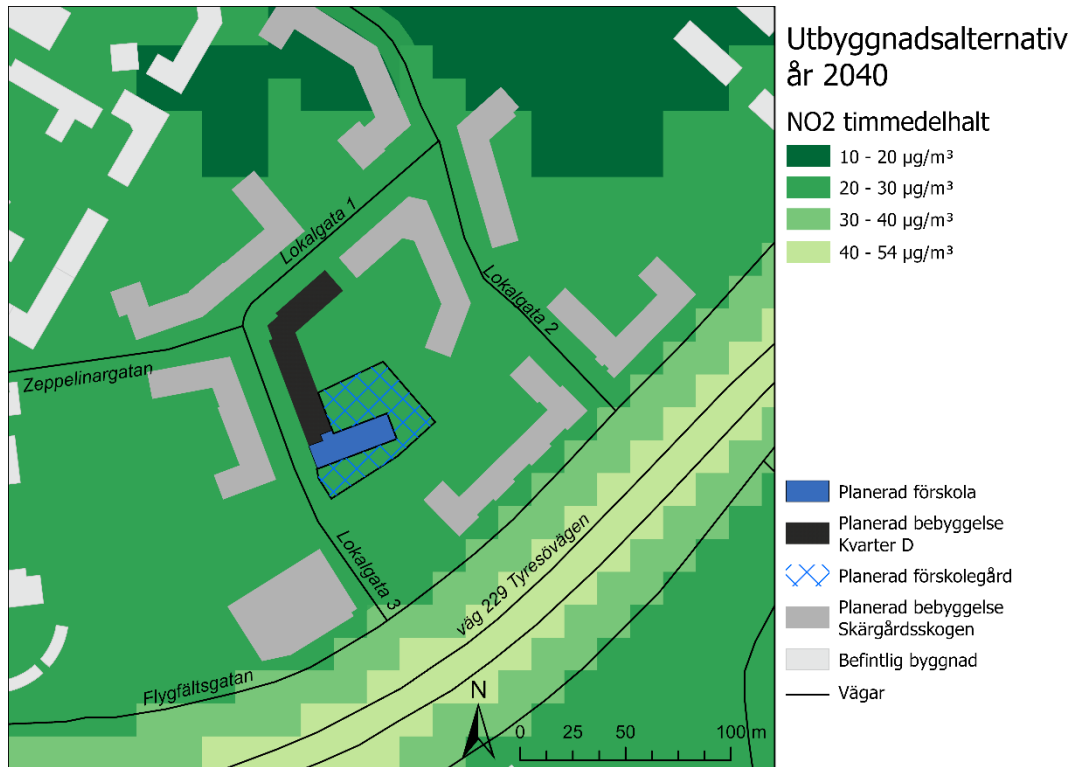 Utbyggnadsalternativ
år 2040
NO2 timmedelhalt
10 - 20 µg/m³
20 - 30 µg/m³
30 - 40 µg/m³
40 - 54 µg/m³
Lokalgata 1
Lokalgata 2
Zeppelinargatan
Lokalgata 3
väg 229 Tyresövägen
Flygfältsgatan
N
0 25 50 100 m
Planerad förskola
Planerad bebyggelse
Kvarter D
Planerad förskolegård
Planerad bebyggelse
Skärgårdsskogen
Befintlig byggnad
Vägar